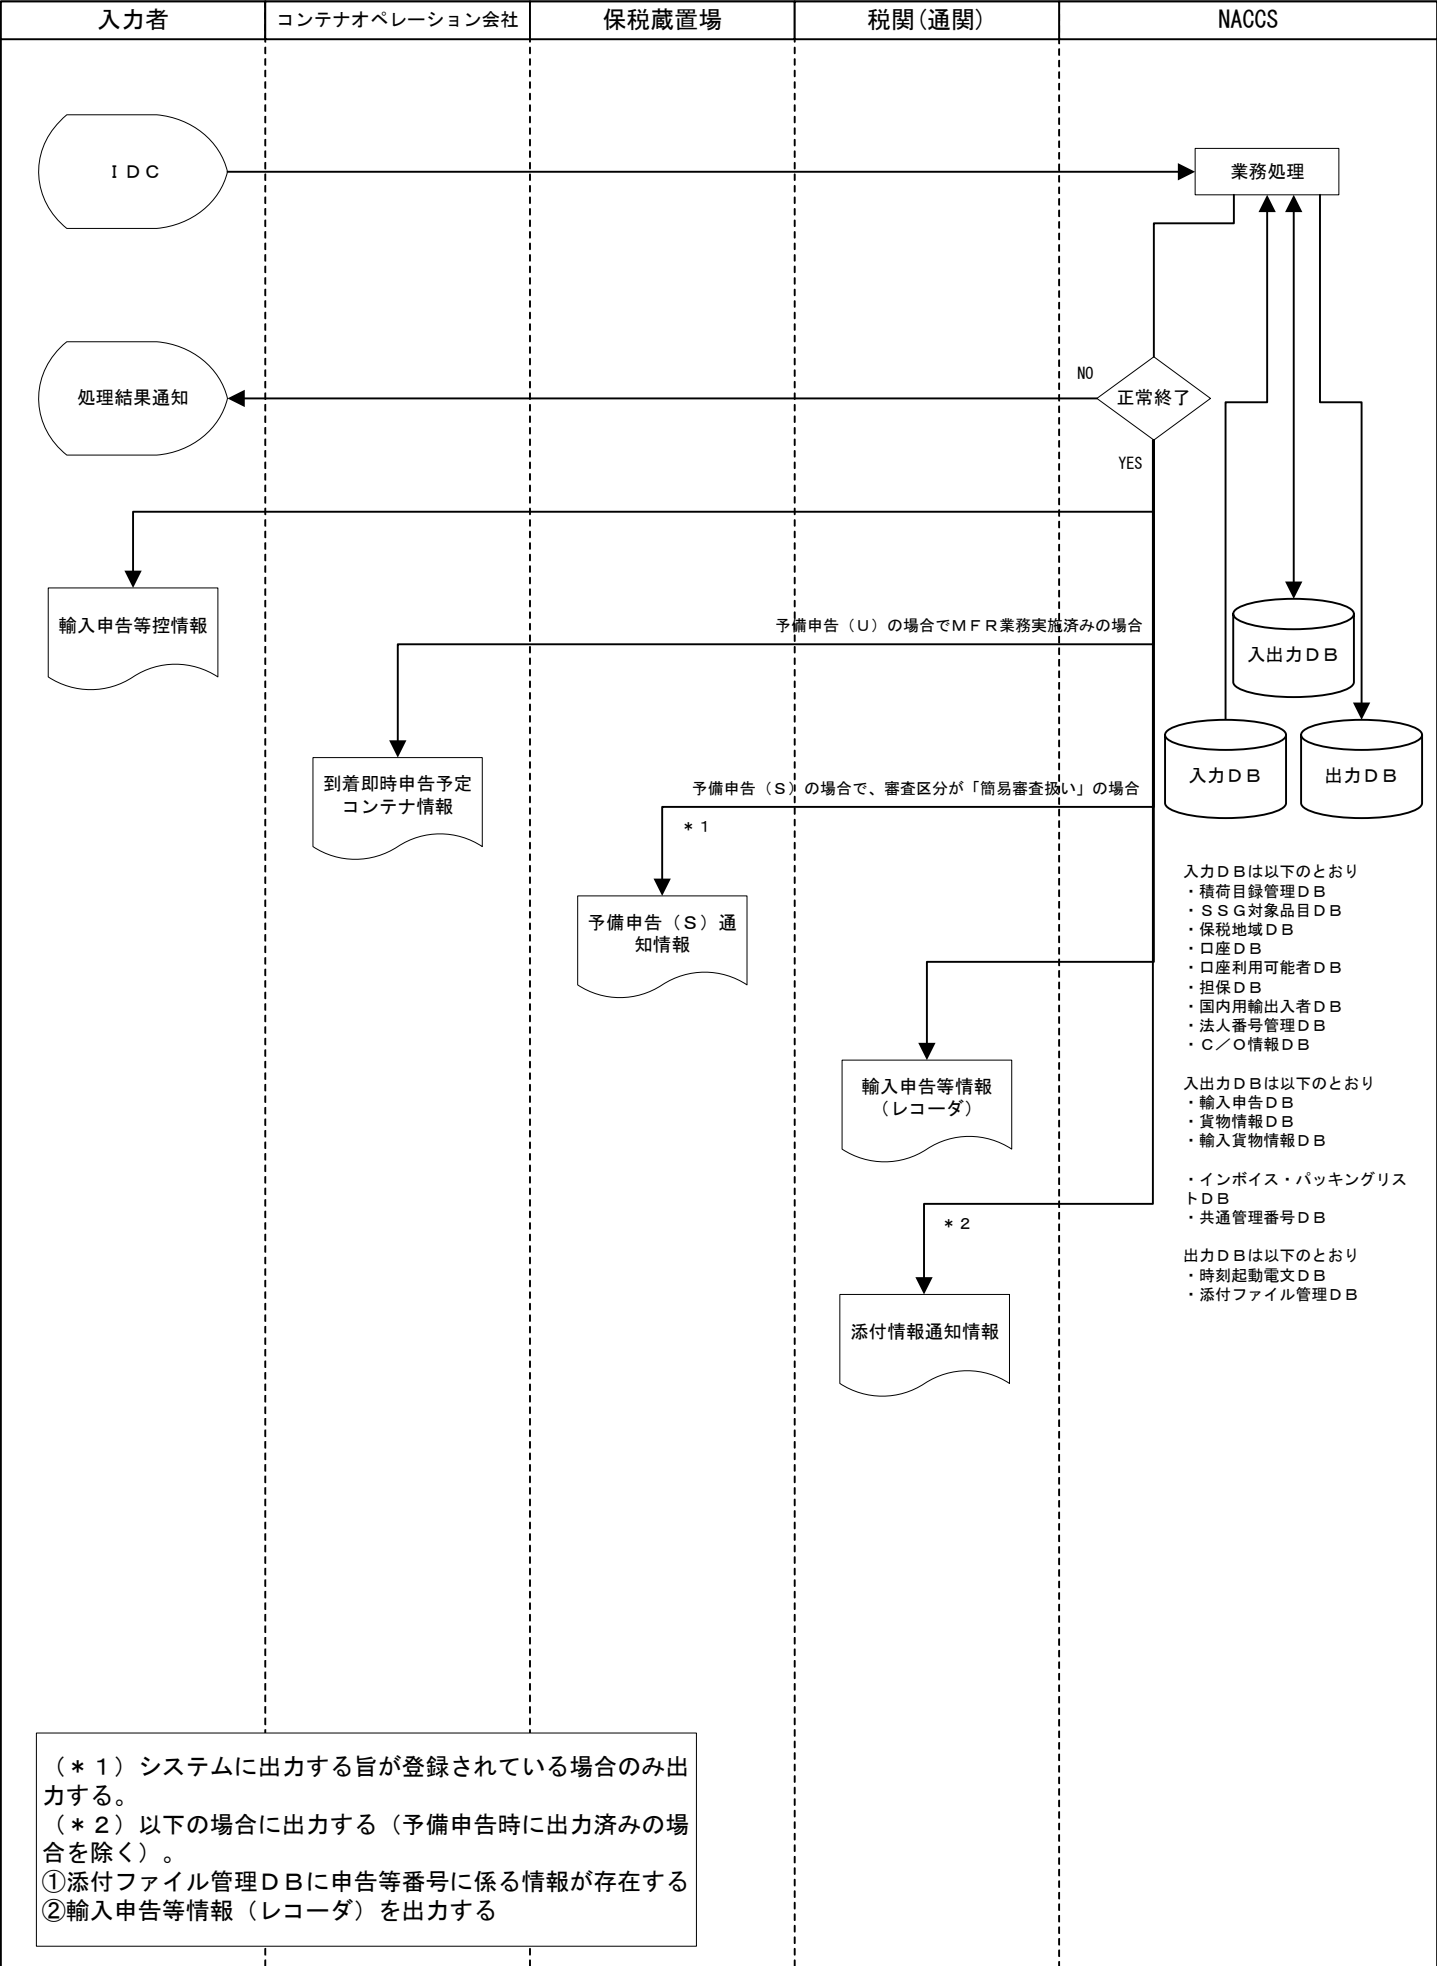 入力者
コンテナオペレーション会社
保税蔵置場
税関(通関)
NACCS
ＩＤＣ
業務処理
処理結果通知
NO
正常終了
YES
輸入申告等控情報
予備申告（Ｕ）の場合でＭＦＲ業務実施済みの場合
入出力ＤＢ
到着即時申告予定
コンテナ情報
予備申告（Ｓ）の場合で、審査区分が「簡易審査扱い」の場合
入力ＤＢ
出力ＤＢ
＊１
予備申告（Ｓ）通
知情報
入力ＤＢは以下のとおり
・積荷目録管理ＤＢ
・ＳＳＧ対象品目ＤＢ
・保税地域ＤＢ
・口座ＤＢ
・口座利用可能者ＤＢ
・担保ＤＢ
・国内用輸出入者ＤＢ
・法人番号管理ＤＢ
・Ｃ／Ｏ情報ＤＢ
輸入申告等情報
（レコーダ）
入出力ＤＢは以下のとおり
・輸入申告ＤＢ
・貨物情報ＤＢ
・輸入貨物情報ＤＢ
・インボイス・パッキングリス
トＤＢ
・共通管理番号ＤＢ
＊２
出力ＤＢは以下のとおり
・時刻起動電文ＤＢ
・添付ファイル管理ＤＢ
添付情報通知情報
（＊１）システムに出力する旨が登録されている場合のみ出
力する。
（＊２）以下の場合に出力する（予備申告時に出力済みの場
合を除く）。
①添付ファイル管理ＤＢに申告等番号に係る情報が存在する
②輸入申告等情報（レコーダ）を出力する